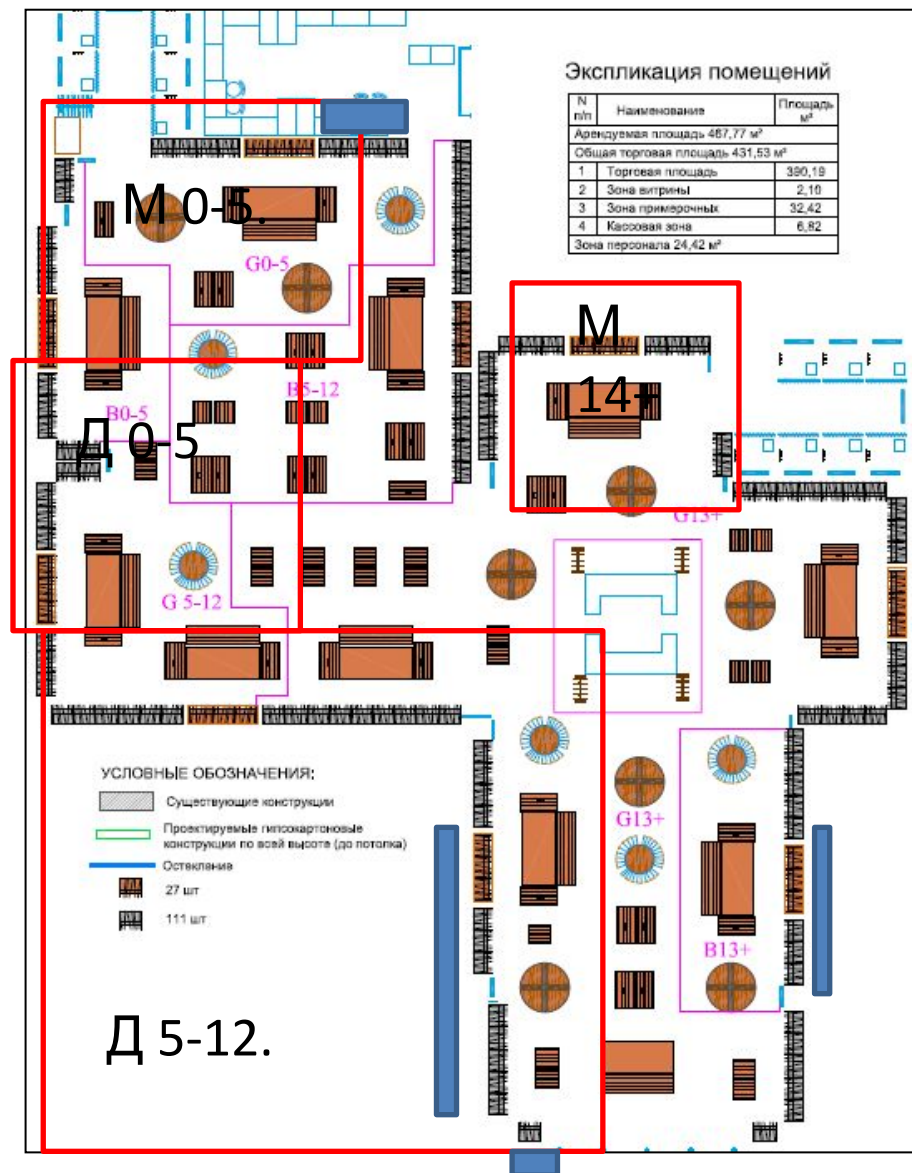 Экспликация помещений
N п/п Наименование Площадь м²
Арендуемая площадь 467,77 м²
Общая торговая площадь 431,53 м²
1 Торговая площадь 390,19
2 Зона витрины 2,10
3 Зона примерочных 32,42
4 Кассовая зона 6,82
Зона персонала 24,42 м²
М 0-5.
G0-5
М
14+
B5-12
B0-5
Д 0-5
G13+
G 5-12
УСЛОВНЫЕ ОБОЗНАЧЕНИЯ:
Существующие конструкции
Проектируемые гипсокартоновые
конструкции по всей высоте (до потолка)
Остекление
27 шт
111 шт
G13+
B13+
Д 5-12.